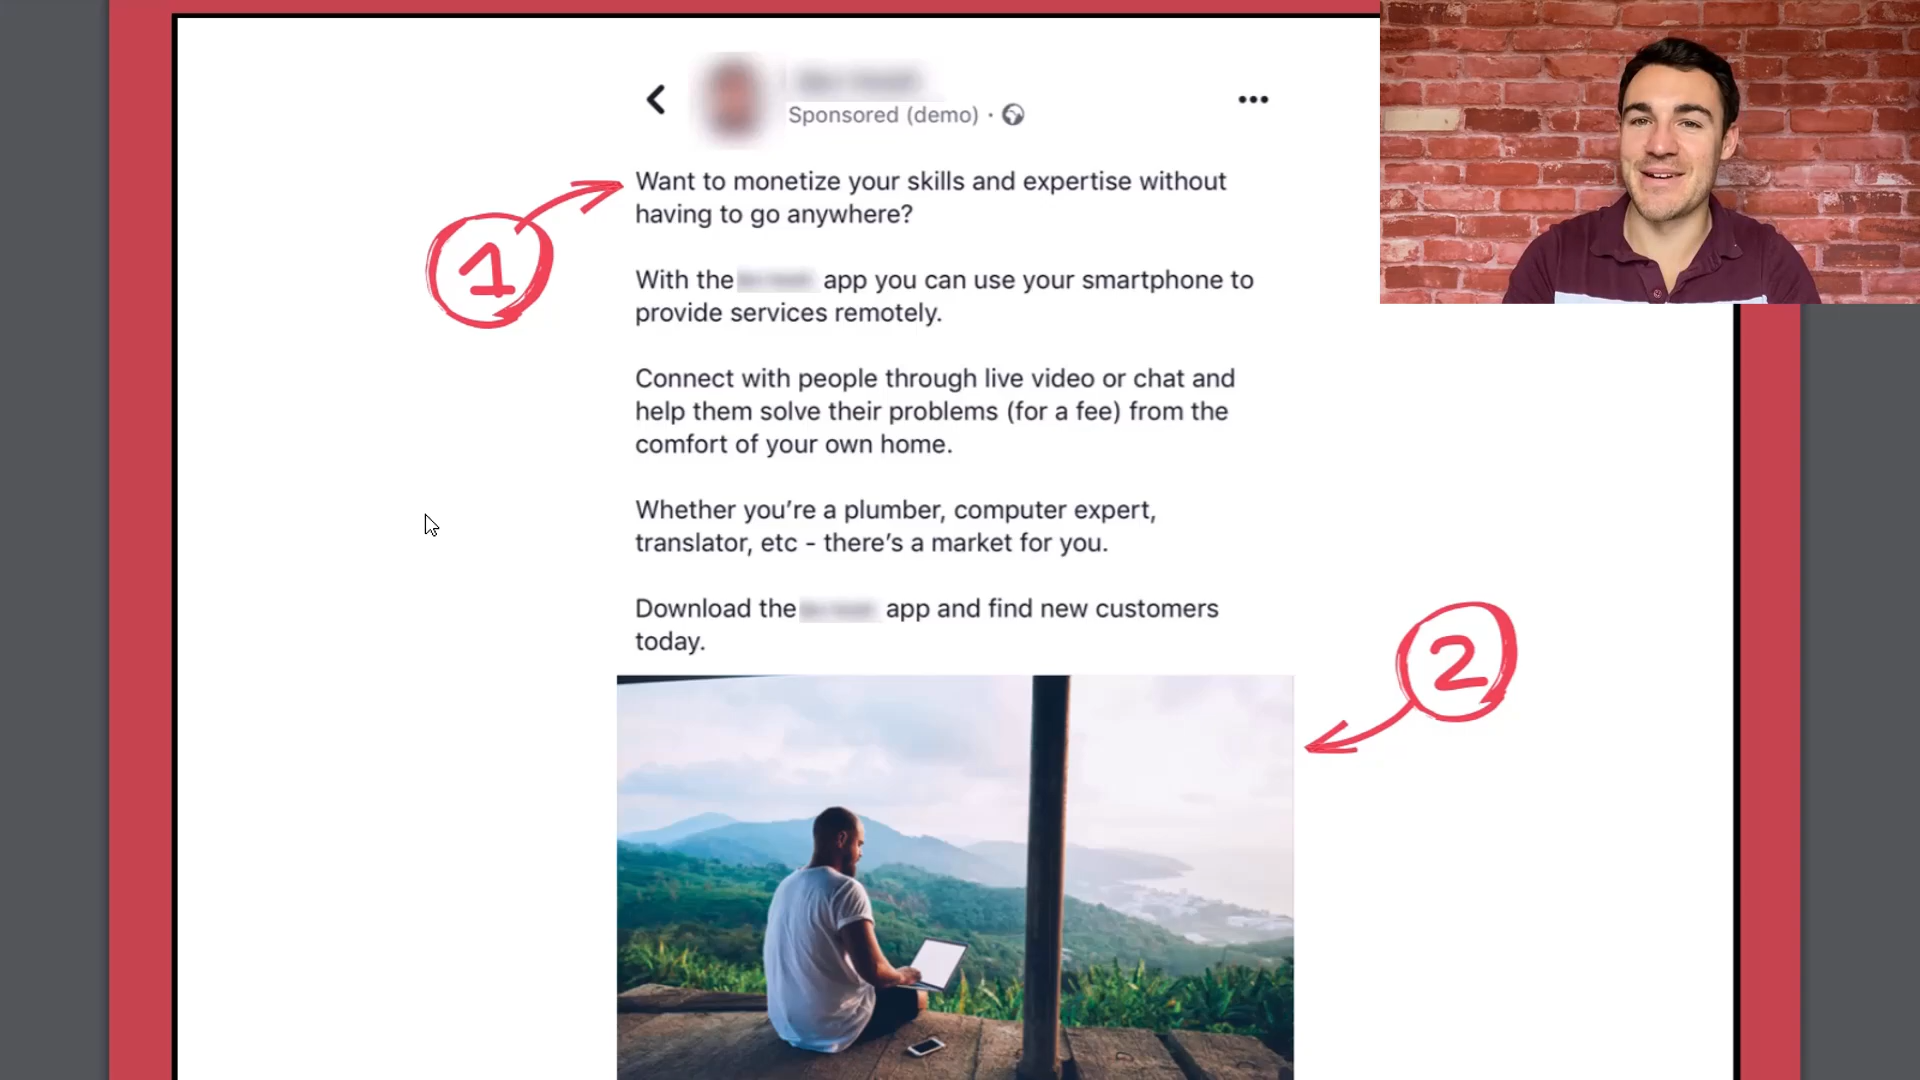 Sponsored (demo) ·
1
Want to monetize your skills and expertise without
having to go anywhere?
With the app you can use your smartphone to
provide services remotely.
Connect with people through live video or chat and
help them solve their problems (for a fee) from the
comfort of your own home.
Whether you’re a plumber, computer expert,
translator, etc - there’s a market for you.
Download the app and find new customers
today.
2